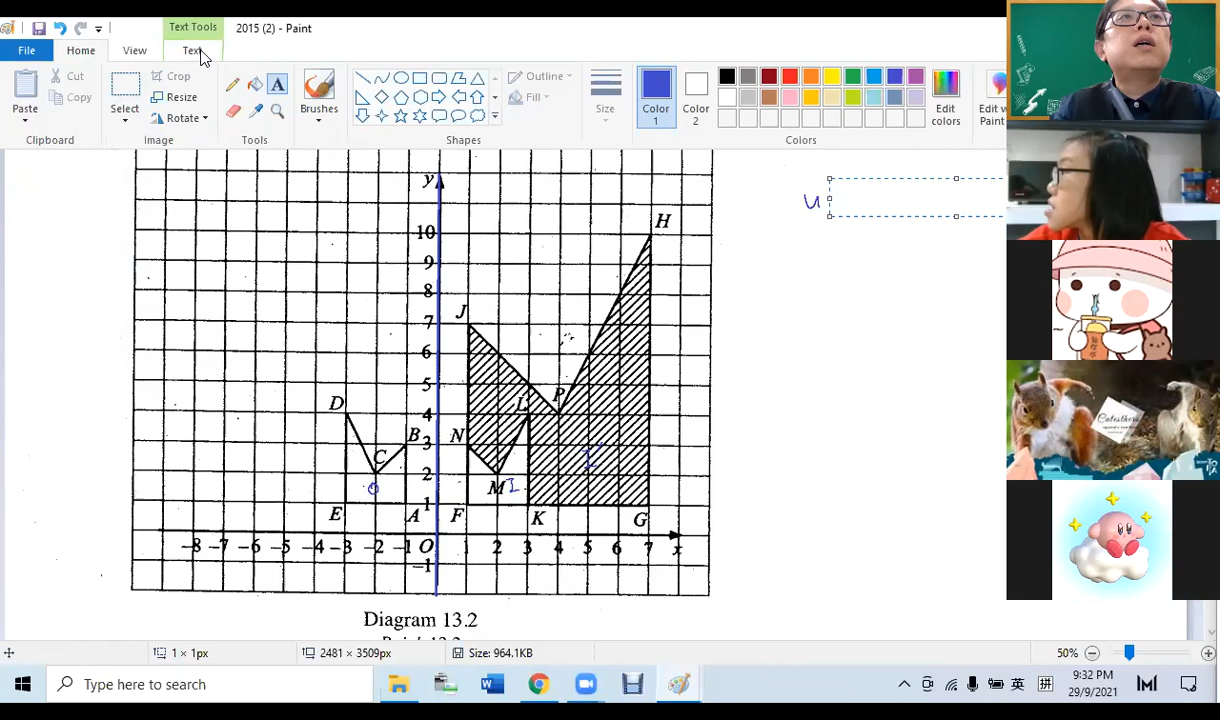 Text Tools
2015 (2) - Paint
File
Home
View
Text
Paste
Cut
Copy
Clipboard
Select
Crop
Resize
Rotate
Image
A
Tools
Brushes
Shapes
Outline
Fill
Size
Color
1
Color
2
Edit
colors
Edit w
Paint
Colors
y
H
10
9
8
J
7
6
5
D
L
P
4
N
B
3
C
2
M
I
1
E
A
F
K
G
-8 -7 -6 -5 -4 -3 -2 -1 O 1 2 3 4 5 6 7 x
-1
Diagram 13.2
u
1 × 1px
2481 × 3509px
Size: 964.1KB
50%
Type here to search
英
拼
9:32 PM
29/9/2021